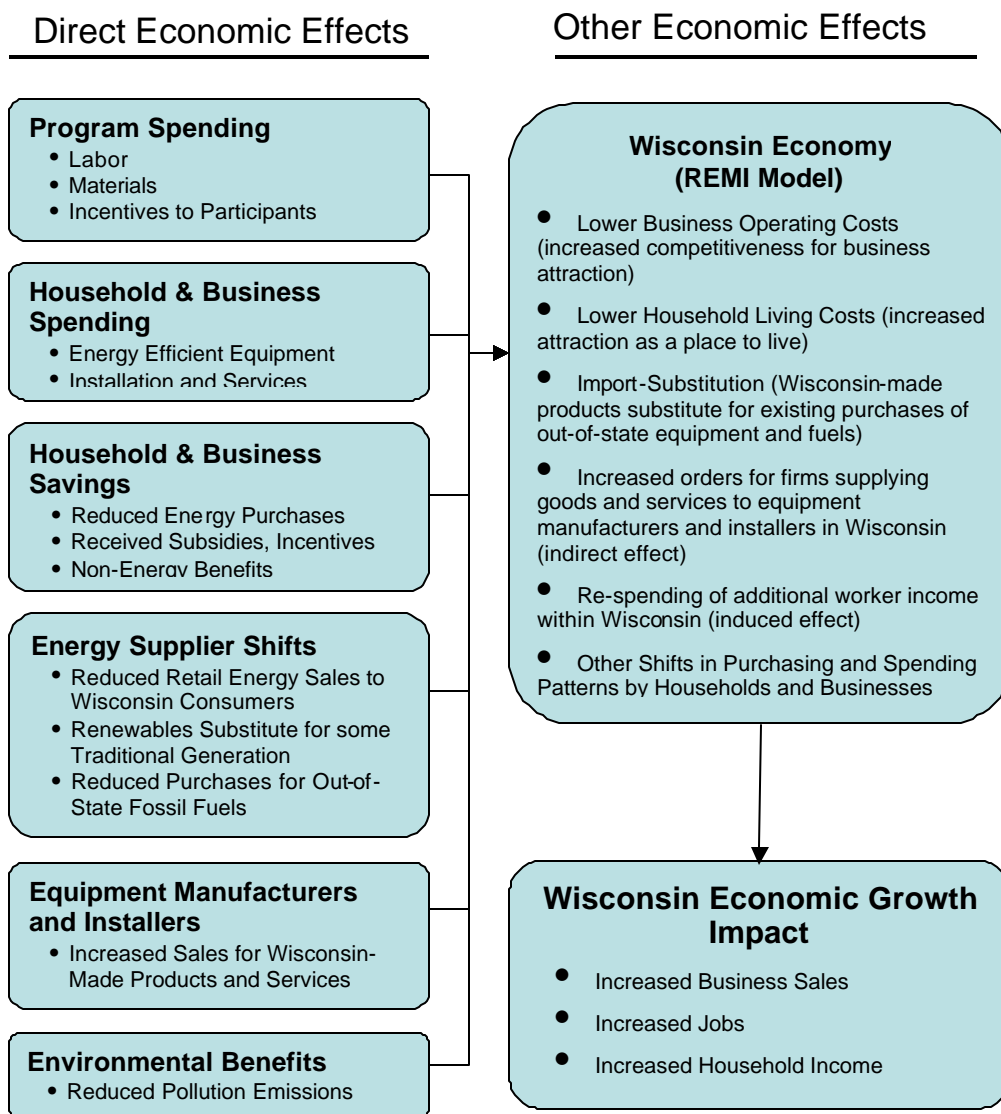 Direct Economic Effects
Program Spending
• Labor
• Materials
• Incentives to Participants
Household & Business
Spending
• Energy Efficient Equipment
• Installation and Services
Household & Business
Savings
• Reduced Energy Purchases
• Received Subsidies, Incentives
• Non-Energy Benefits
Energy Supplier Shifts
• Reduced Retail Energy Sales to
Wisconsin Consumers
• Renewables Substitute for some
Traditional Generation
• Reduced Purchases for Out-of-
State Fossil Fuels
Equipment Manufacturers
and Installers
• Increased Sales for Wisconsin-
Made Products and Services
Environmental Benefits
• Reduced Pollution Emissions
Other Economic Effects
Wisconsin Economy
(REMI Model)
• Lower Business Operating Costs
(increased competitiveness for business
attraction)
• Lower Household Living Costs (increased
attraction as a place to live)
• Import-Substitution (Wisconsin-made
products substitute for existing purchases of
out-of-state equipment and fuels)
• Increased orders for firms supplying
goods and services to equipment
manufacturers and installers in Wisconsin
(indirect effect)
• Re-spending of additional worker income
within Wisconsin (induced effect)
• Other Shifts in Purchasing and Spending
Patterns by Households and Businesses
Wisconsin Economic Growth
Impact
• Increased Business Sales
• Increased Jobs
• Increased Household Income